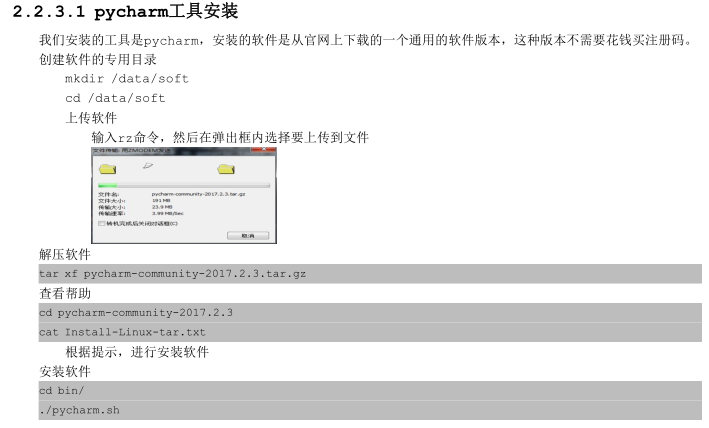 2.2.3.1 pycharm工具安装
我们安装的工具是pycharm，安装的软件是从官网上下载的一个通用的软件版本，这种版本不需要花钱买注册码。
创建软件的专用目录
mkdir /data/soft
cd /data/soft
上传软件
输入rz命令，然后在弹出框内选择要上传到文件
文件传输: 用ZMODEM发送
文件名: pycharm-community-2017.2.3.tar.gz
文件大小: 191 MB
传输大小: 23.9 MB
传输速率: 3.99 MB/Sec
转机完成后关闭对话框(C)
取消
解压软件
tar xf pycharm-community-2017.2.3.tar.gz
查看帮助
cd pycharm-community-2017.2.3
cat Install-Linux-tar.txt
根据提示，进行安装软件
安装软件
cd bin/
./pycharm.sh